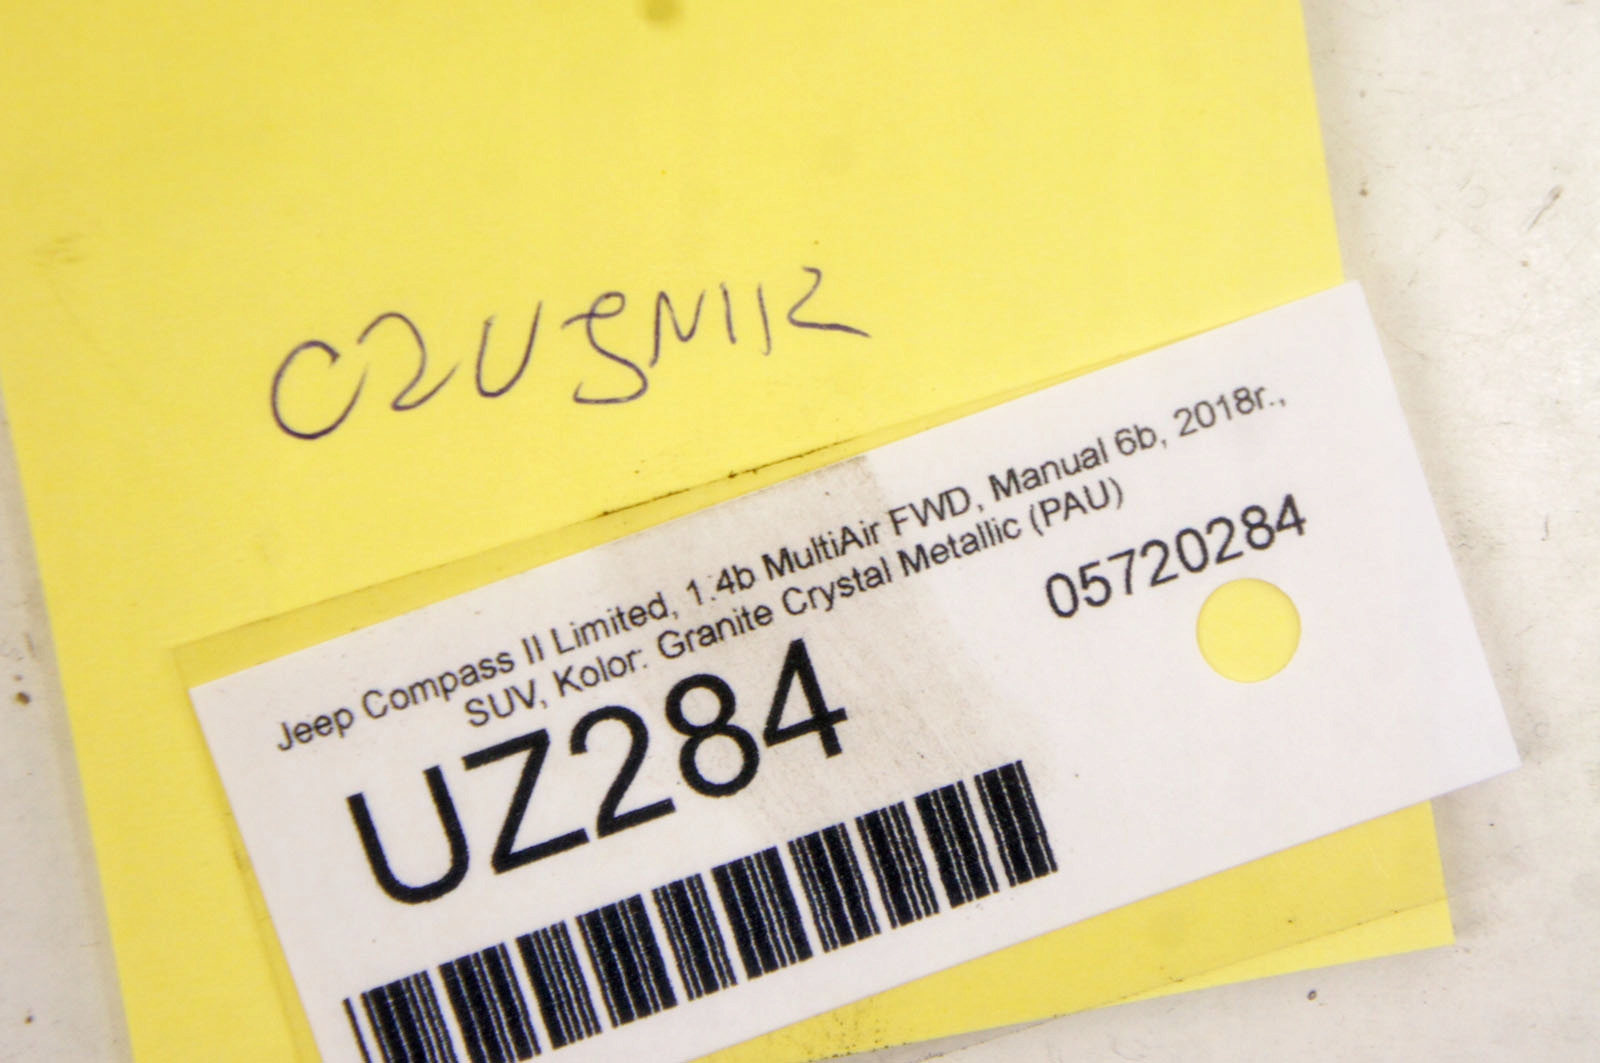 CZUJNIK
Jeep Compass II Limited, 1.4b MultiAir FWD, Manual 6b, 2018r.,
SUV, Kolor: Granite Crystal Metallic (PAU)
05720284
UZ284